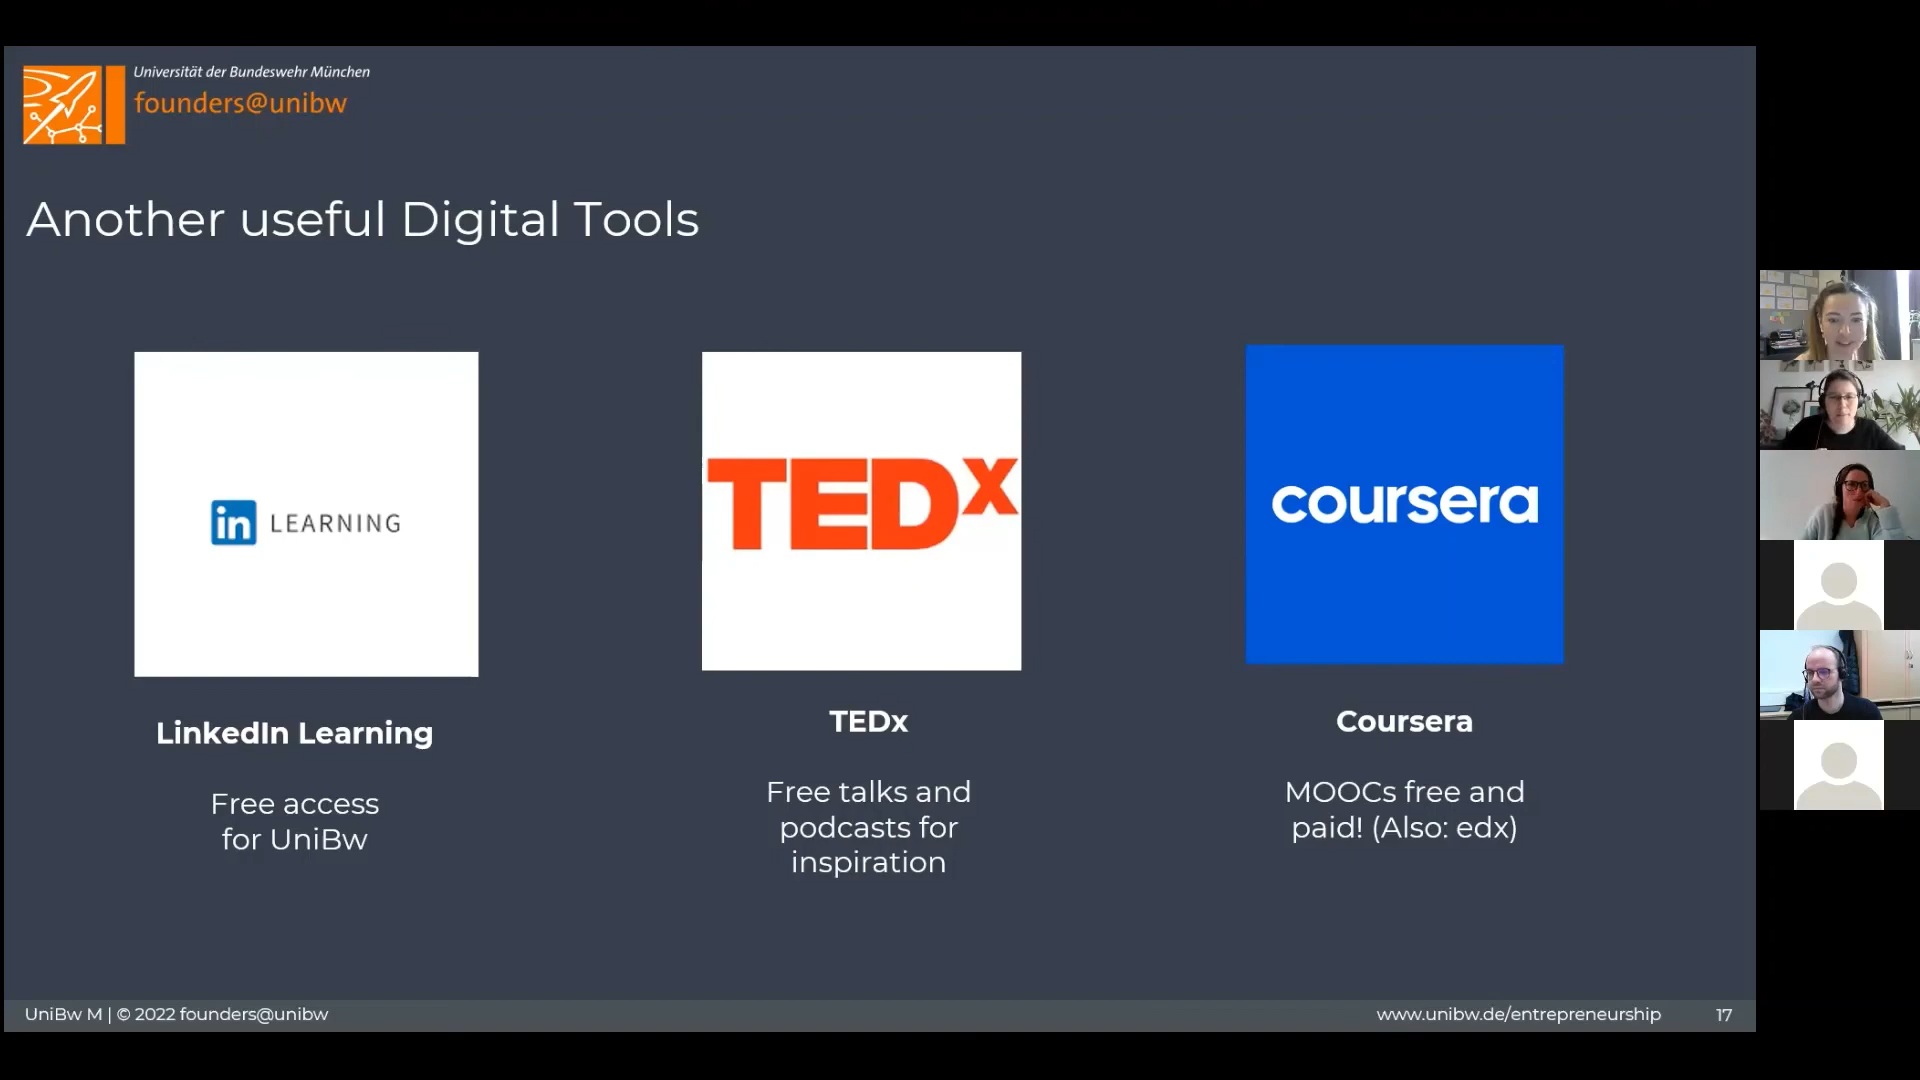 Universität der Bundeswehr München
founders@unibw
Another useful Digital Tools
in LEARNING
TEDx
coursera
LinkedIn Learning
Free access
for UniBw
TEDx
Free talks and
podcasts for
inspiration
Coursera
MOOCs free and
paid! (Also: edx)
UniBw M | © 2022 founders@unibw
www.unibw.de/entrepreneurship
17